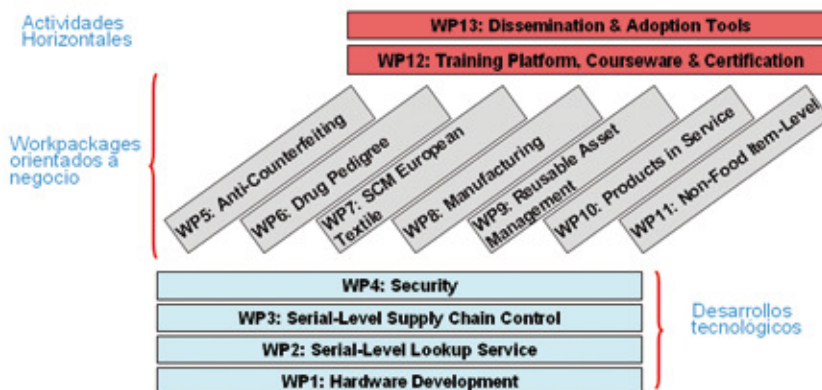 Actividades
Horizontales
WP13: Dissemination & Adoption Tools
WP12: Training Platform, Courseware & Certification
Workpackages
orientados a
negocio
WP5: Anti-Counterfeiting
WP6: Drug Pedigree
WP7: SCM European
Textile
WP8: Manufacturing
WP9: Reusable Asset
Management
WP10: Products in Service
WP11: Non-Food Item-Level
WP4: Security
WP3: Serial-Level Supply Chain Control
WP2: Serial-Level Lookup Service
WP1: Hardware Development
Desarrollos
tecnológicos